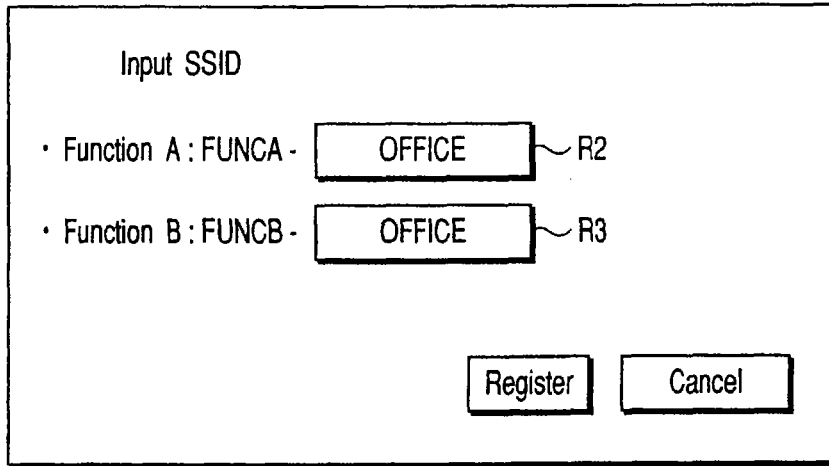 Input SSID
· Function A : FUNCA - OFFICE R2
· Function B : FUNCB - OFFICE R3
Register Cancel